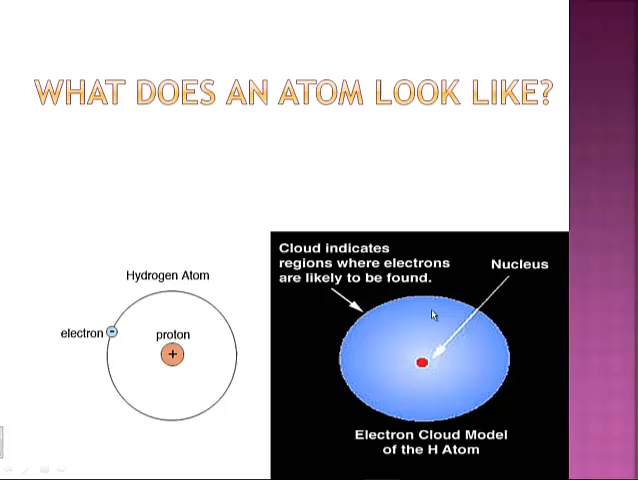 WHAT DOES AN ATOM LOOK LIKE?
Hydrogen Atom
electron
-
proton
+
Cloud indicates
regions where electrons
are likely to be found.
Nucleus
Electron Cloud Model
of the H Atom